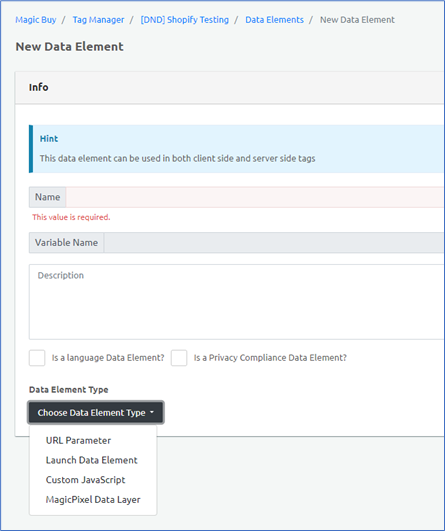 Magic Buy / Tag Manager / [DND] Shopify Testing / Data Elements / New Data Element
New Data Element
Info
Hint
This data element can be used in both client side and server side tags
Name
This value is required.
Variable Name
Description
Is a language Data Element? Is a Privacy Compliance Data Element?
Data Element Type
Choose Data Element Type
URL Parameter
Launch Data Element
Custom JavaScript
MagicPixel Data Layer